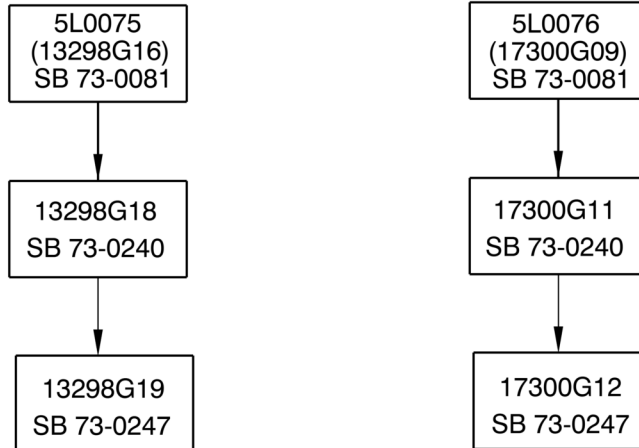 5L0075
(13298G16)
SB 73-0081
5L0076
(17300G09)
SB 73-0081
13298G18
SB 73-0240
17300G11
SB 73-0240
13298G19
SB 73-0247
17300G12
SB 73-0247